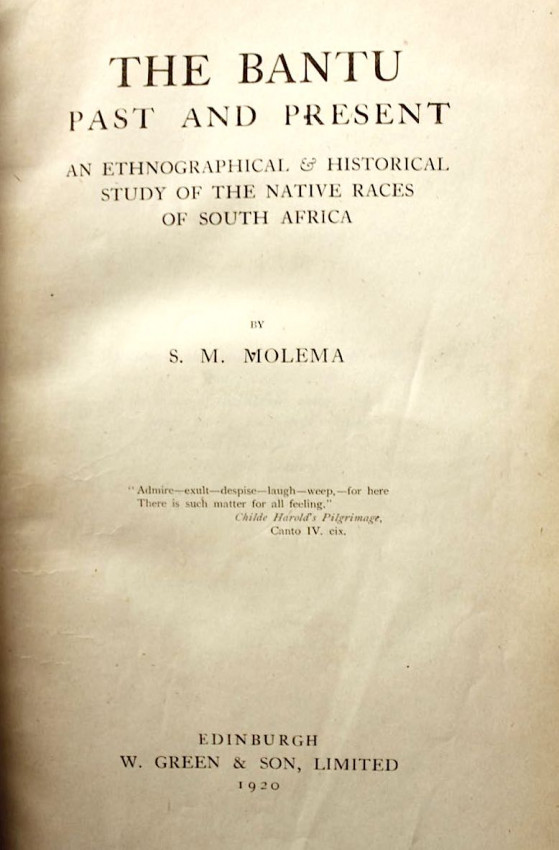 THE BANTU
PAST AND PRESENT
AN ETHNOGRAPHICAL & HISTORICAL
STUDY OF THE NATIVE RACES
OF SOUTH AFRICA
BY
S. M. MOLEMA
"Admire—exult—despise—laugh—weep,—for here
There is such matter for all feeling."
Childe Harold's Pilgrimage,
Canto IV. cix.
EDINBURGH
W. GREEN & SON, LIMITED
1920